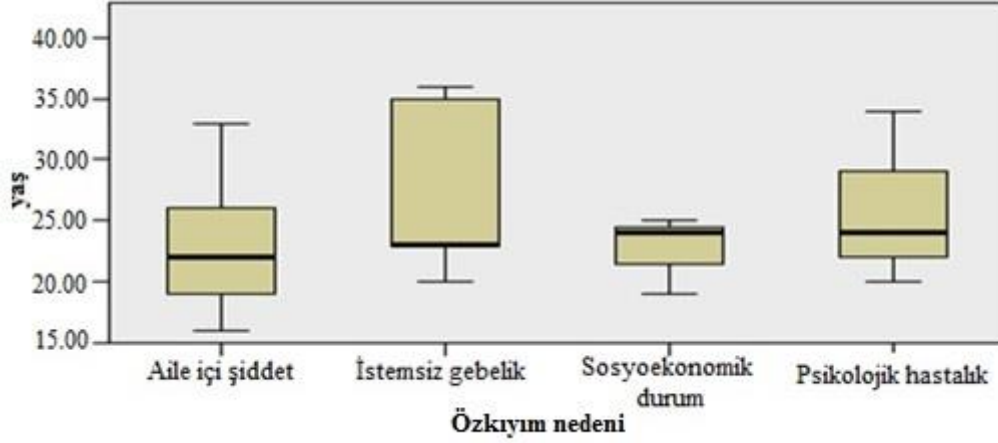 40.00
35.00
30.00
25.00
20.00
15.00
yaş
Aile içi şiddet
İstemsiz gebelik
Sosyoekonomik
durum
Psikolojik hastalık
Özkıyım nedeni